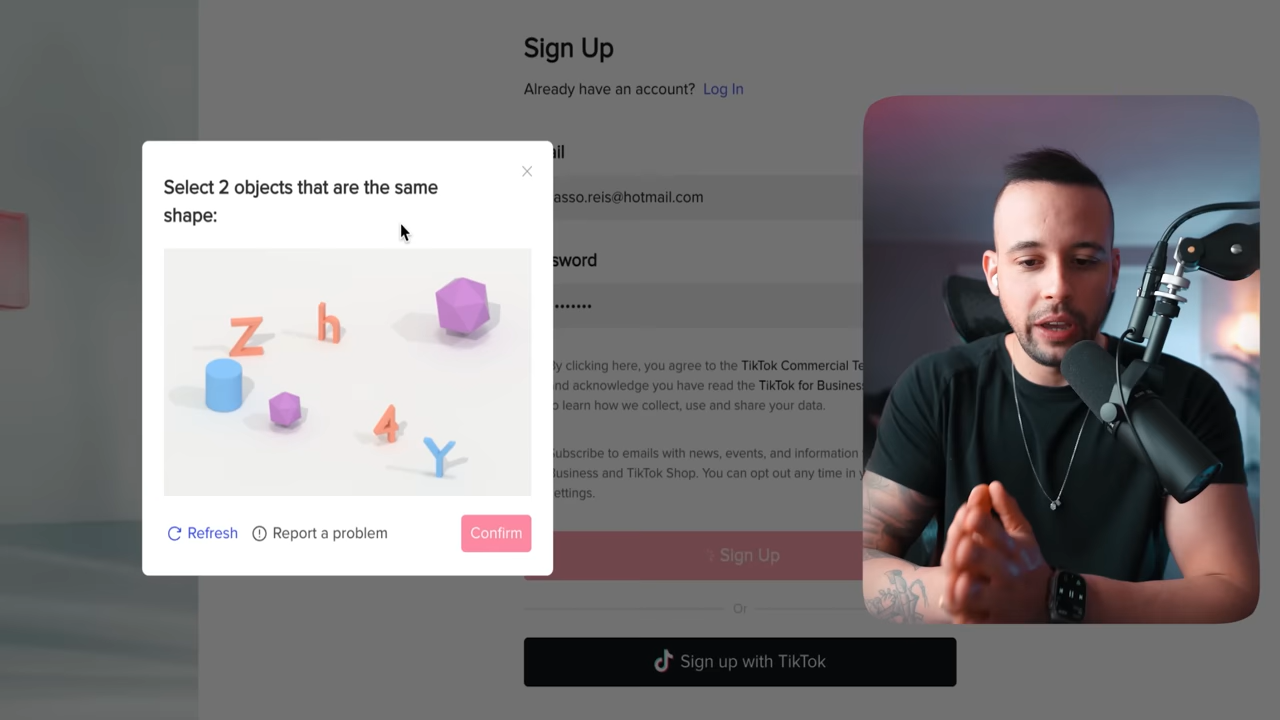 Sign Up
Already have an account? Log In
ail
asso.reis@hotmail.com
sword
Select 2 objects that are the same
shape:
Z h
4
Y
Refresh Report a problem Confirm
y clicking here, you agree to the TikTok Commercial Te
nd acknowledge you have read the TikTok for Business
o learn how we collect, use and share your data.
ubscribe to emails with news, events, and information
usiness and TikTok Shop. You can opt out any time in y
ettings.
Sign Up
Or
Sign up with TikTok